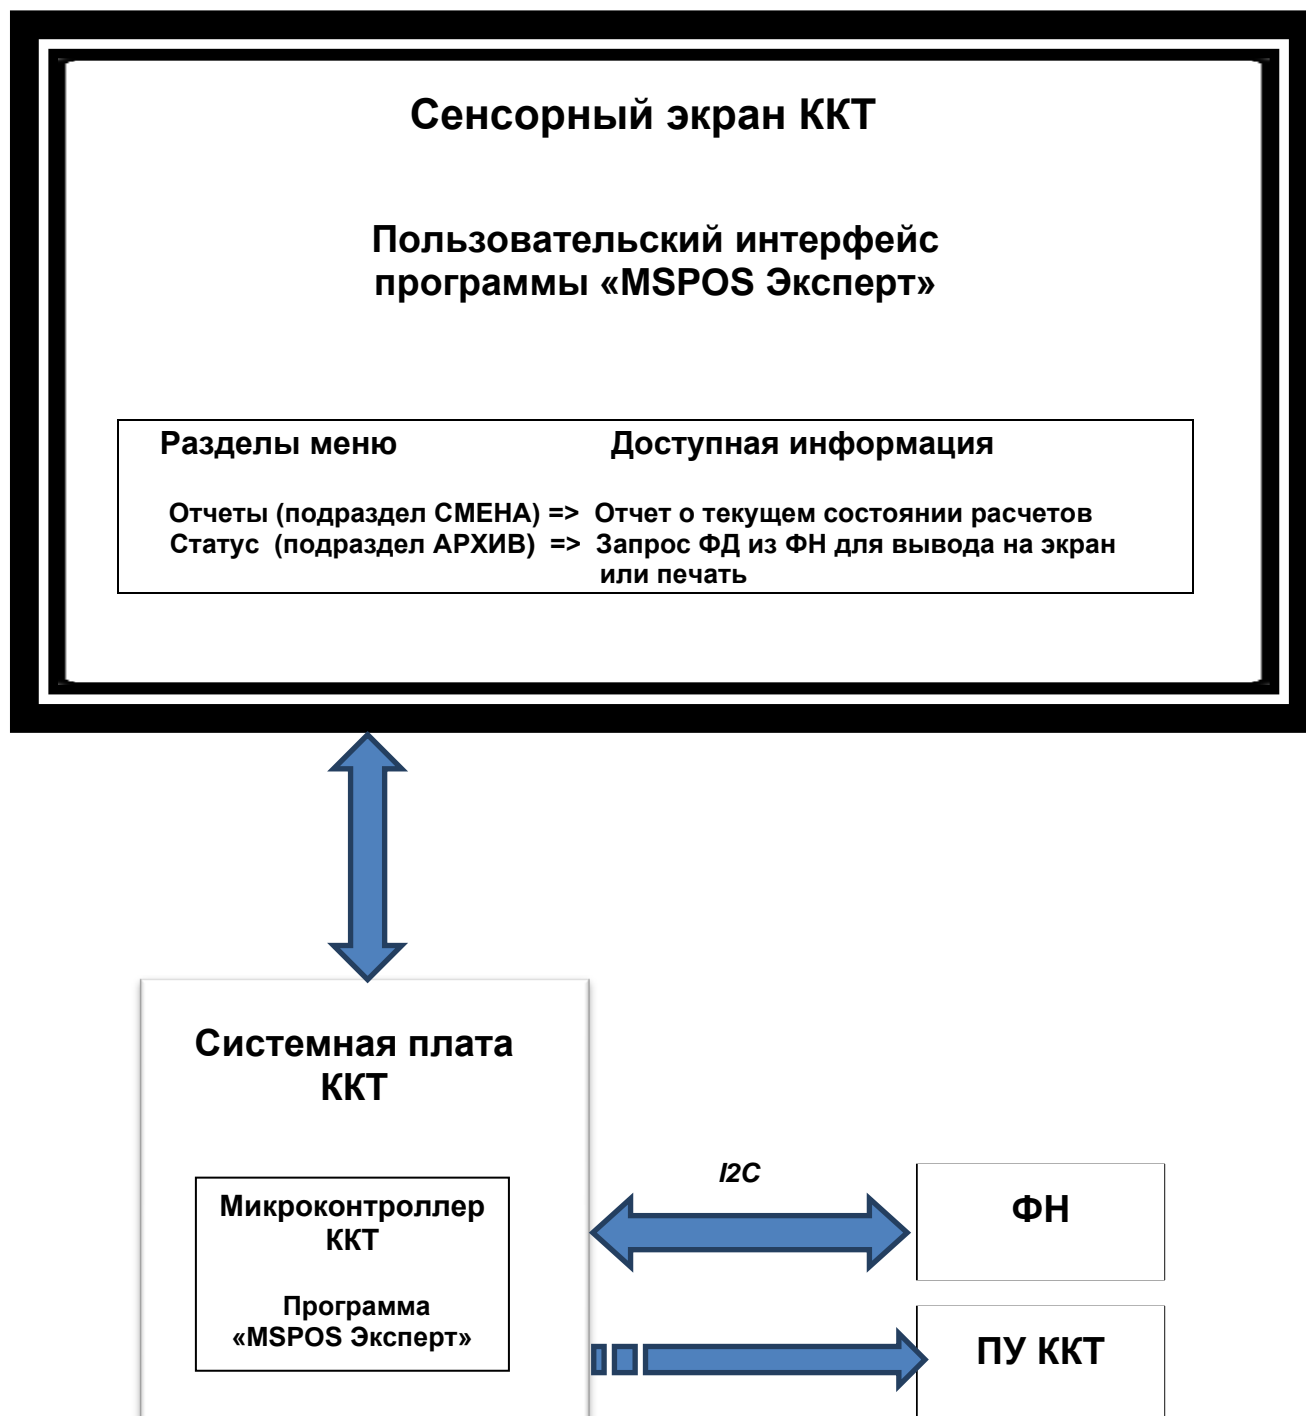 Сенсорный экран ККТ
Пользовательский интерфейс
программы «MSPOS Эксперт»
Разделы меню Доступная информация
Отчеты (подраздел СМЕНА) => Отчет о текущем состоянии расчетов
Статус (подраздел АРХИВ) => Запрос ФД из ФН для вывода на экран
или печать
Системная плата
ККТ
Микроконтроллер
ККТ
Программа
«MSPOS Эксперт»
I2C
ФН
ПУ ККТ